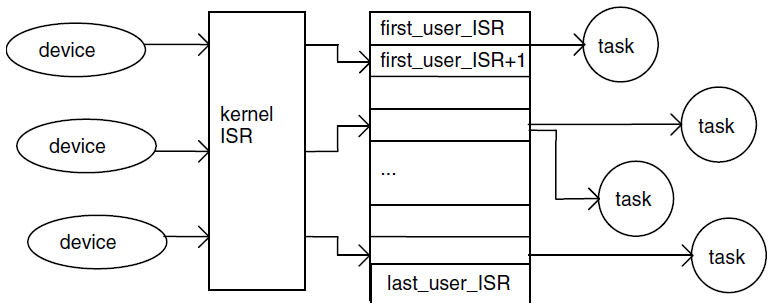 first_user_ISR
device
task
first_user_ISR+1
kernel
ISR
device
task
...
task
device
task
last_user_ISR